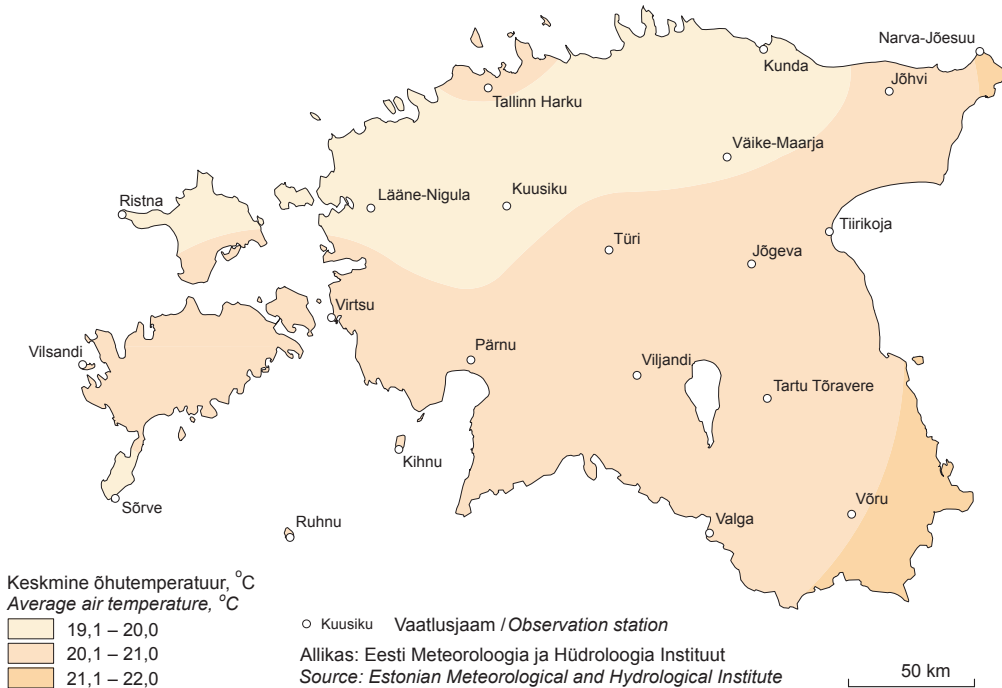 Narva-Jõesuu
Kunda
Jõhvi
Tallinn Harku
Väike-Maarja
Ristna
Lääne-Nigula
Kuusiku
Tiirikoja
Türi
Jõgeva
Virtsu
Vilsandi
Pärnu
Viljandi
Tartu Tõravere
Kihnu
Sõrve
Ruhnu
Valga
Võru
Keskmine õhutemperatuur, °C
Average air temperature, °C
19,1 – 20,0
20,1 – 21,0
21,1 – 22,0
Kuusiku Vaatlusjaam / Observation station
Allikas: Eesti Meteoroloogia ja Hüdroloogia Instituut
Source: Estonian Meteorological and Hydrological Institute
50 km